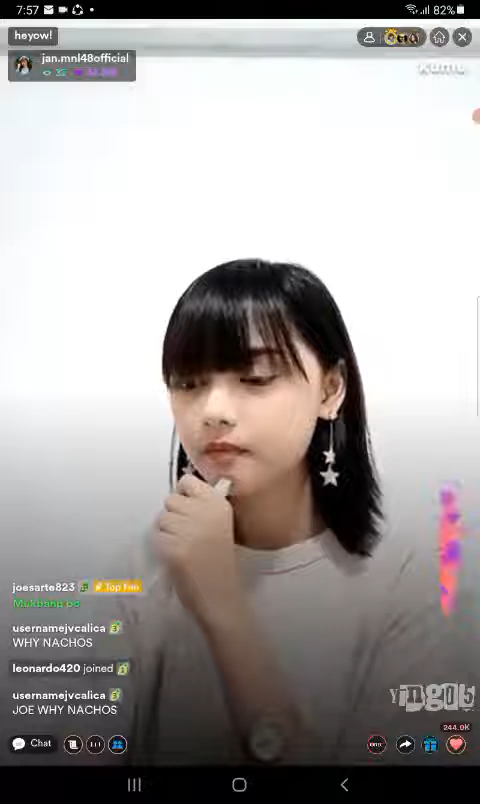 7:57
82%
heyow!
jan.mnl48official
kumu
joesarte823
Top Fan
Mukbang po
usernamejvcalica
WHY NACHOS
leonardo420 joined
usernamejvcalica
JOE WHY NACHOS
Yingo5
244.0K
Chat